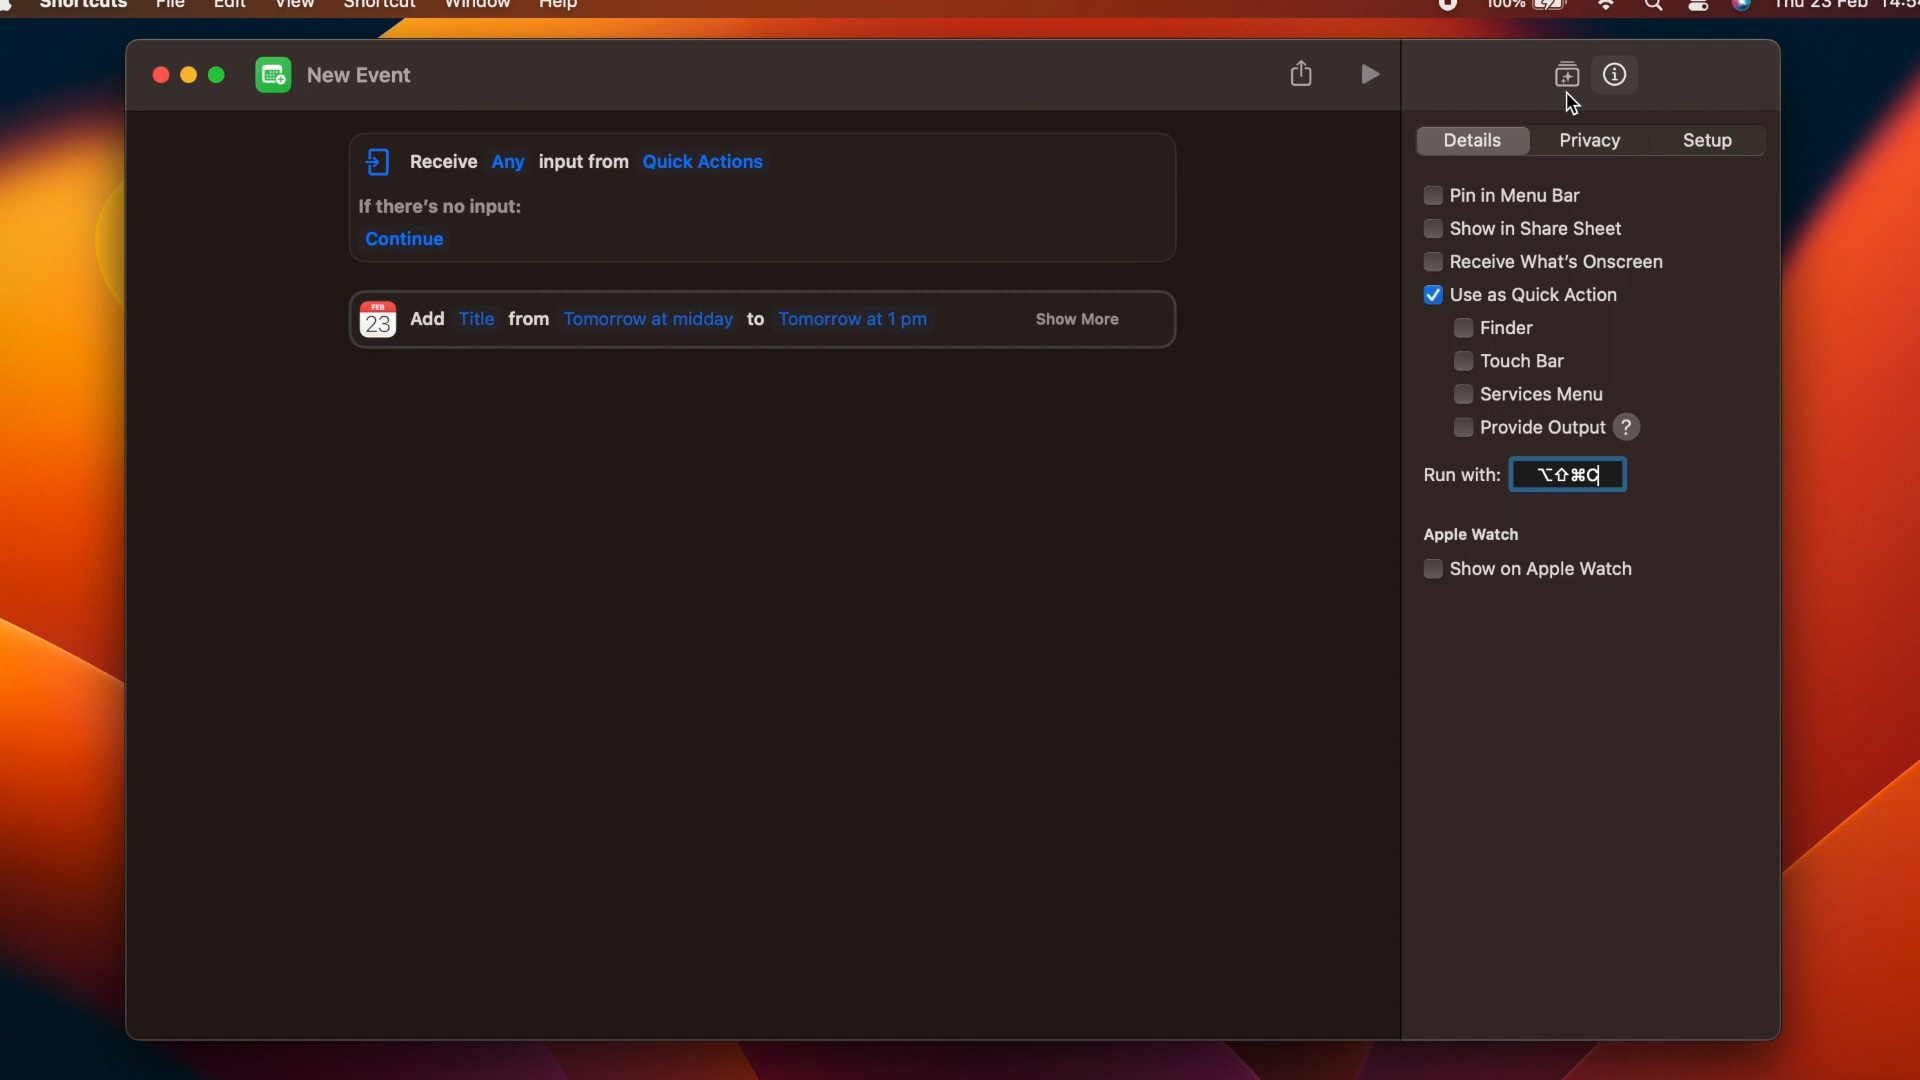 Shortcuts File Edit View Shortcut Window Help 100% Thu 23 Feb
New Event
Receive Any input from Quick Actions
If there's no input:
Continue
FEB
23
Add Title from Tomorrow at midday to Tomorrow at 1 pm Show More
Details Privacy Setup
Pin in Menu Bar
Show in Share Sheet
Receive What's Onscreen
Use as Quick Action
Finder
Touch Bar
Services Menu
Provide Output ?
Run with: ⌥⇧⌘C
Apple Watch
Show on Apple Watch